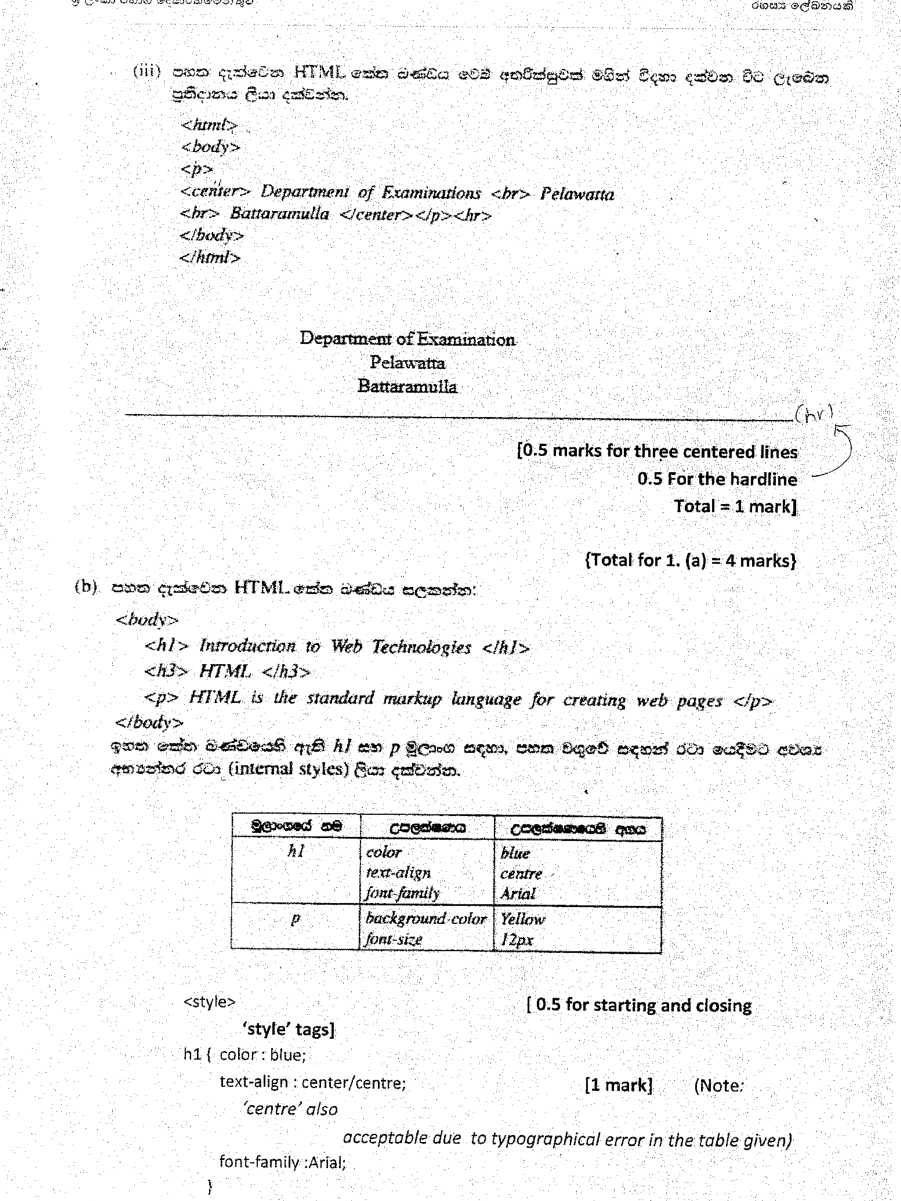 ශ්‍රී ලංකා විභාග දෙපාර්තමේන්තුව
රහස්‍ය ලේඛනයකි
(iii) පහත දැක්වෙන HTML කේත ඛණ්ඩය වෙබ් අතරික්සුවක් මගින් විදහා දක්වන විට ලැබෙන
ප්‍රතිදානය ලියා දක්වන්න.
<html>
<body>
<p>
<center> Department of Examinations <br> Pelawatta
<br> Battaramulla </center></p><hr>
</body>
</html>
Department of Examination
Pelawatta
Battaramulla
(hr)
[0.5 marks for three centered lines
0.5 For the hardline
Total = 1 mark]
{Total for 1. (a) = 4 marks}
(b) පහත දැක්වෙන HTML කේත ඛණ්ඩය සලකන්න:
<body>
<h1> Introduction to Web Technologies </h1>
<h3> HTML </h3>
<p> HTML is the standard markup language for creating web pages </p>
</body>
ඉහත කේත ඛණ්ඩයෙහි ඇති h1 සහ p මූලාංග සඳහා, පහත වගුවේ සඳහන් රටා යෙදීමට අවශ්‍ය
අභ්‍යන්තර රටා (internal styles) ලියා දක්වන්න.
මූලාංගයේ නම උපලක්ෂණය උපලක්ෂණයෙහි අගය
h1 color blue
text-align centre
font-family Arial
p background-color Yellow
font-size 12px
<style> [ 0.5 for starting and closing
‘style’ tags]
h1 { color : blue;
text-align : center/centre; [1 mark] (Note:
‘centre’ also
acceptable due to typographical error in the table given)
font-family :Arial;
}